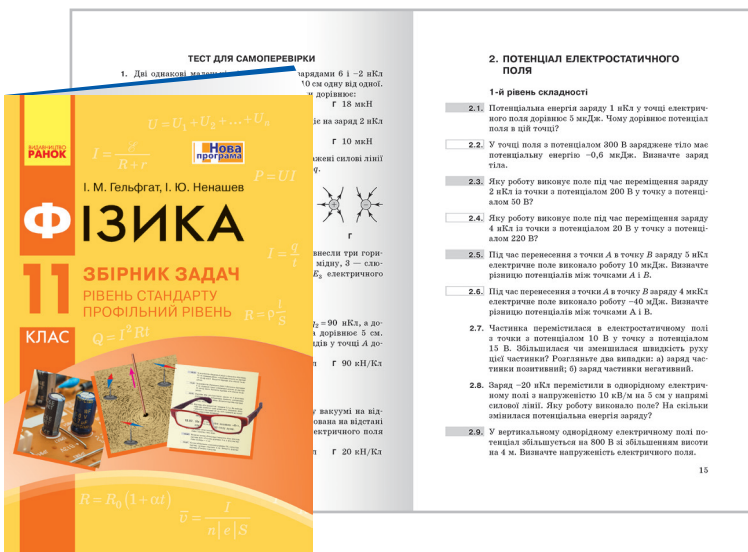 ТЕСТ ДЛЯ САМОПЕРЕВІРКИ
1. Дві однакові
зарядами 6 і −2 нКл
10 см одну від одної.
дорівнює:
Г 18 мкН
на заряд 2 нКл
Г 10 мкН
силові лінії
q.
Г
внесли три
мідну, 3 — слю-
E₂ електричного
q₂ = 90 нКл, а до-
дорівнює 5 см.
у точці A до-
Г 90 кН/Кл
у вакуумі на від-
на відстані
поля
Г 20 кН/Кл
ВИДАВНИЦТВО
РАНОК
U = U₁ + U₂ + ... + Uₙ
Нова
програма
R + r
P = UI
І. М. Гельфгат, І. Ю. Ненашев
ФІЗИКА
11
КЛАС
ЗБІРНИК ЗАДАЧ
РІВЕНЬ СТАНДАРТУ
ПРОФІЛЬНИЙ РІВЕНЬ
I = q/t
R = ρ l/S
Q = I²Rt
R = R₀(1 + αt)
v̄ = I/(n|e|S)
2. ПОТЕНЦІАЛ ЕЛЕКТРОСТАТИЧНОГО
ПОЛЯ
1-й рівень складності
2.1. Потенціальна енергія заряду 1 нКл у точці електрич-
ного поля дорівнює 5 мкДж. Чому дорівнює потенціал
поля в цій точці?
2.2. У точці поля з потенціалом 300 В заряджене тіло має
потенціальну енергію −0,6 мкДж. Визначте заряд
тіла.
2.3. Яку роботу виконує поле під час переміщення заряду
2 нКл із точки з потенціалом 200 В у точку з потенці-
алом 50 В?
2.4. Яку роботу виконує поле під час переміщення заряду
4 нКл із точки з потенціалом 20 В у точку з потенці-
алом 220 В?
2.5. Під час перенесення з точки A в точку B заряду 5 нКл
електричне поле виконало роботу 10 мкДж. Визначте
різницю потенціалів між точками A і B.
2.6. Під час перенесення з точки A в точку B заряду 4 мкКл
електричне поле виконало роботу −40 мДж. Визначте
різницю потенціалів між точками А і В.
2.7. Частинка перемістилася в електростатичному полі
з точки з потенціалом 10 В у точку з потенціалом
15 В. Збільшилася чи зменшилася швидкість руху
цієї частинки? Розгляньте два випадки: а) заряд час-
тинки позитивний; б) заряд частинки негативний.
2.8. Заряд −20 нКл перемістили в однорідному електрич-
ному полі з напруженістю 10 кВ/м на 5 см у напрямі
силової лінії. Яку роботу виконало поле? На скільки
змінилася потенціальна енергія заряду?
2.9. У вертикальному однорідному електричному полі по-
тенціал збільшується на 800 В зі збільшенням висоти
на 4 м. Визначте напруженість електричного поля.
15